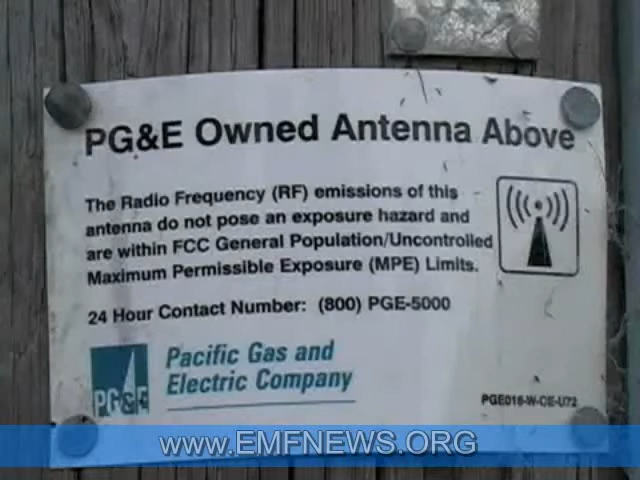 PG&E Owned Antenna Above
The Radio Frequency (RF) emissions of this
antenna do not pose an exposure hazard and
are within FCC General Population/Uncontrolled
Maximum Permissible Exposure (MPE) Limits.
24 Hour Contact Number: (800) PGE-5000
PG&E
Pacific Gas and
Electric Company
PGE016-W-CE-U72
www.EMFNEWS.ORG